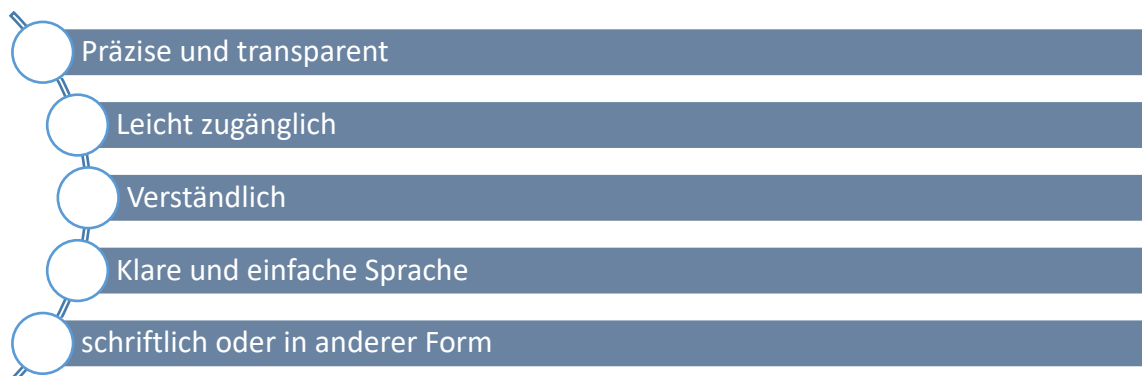 Präzise und transparent
Leicht zugänglich
Verständlich
Klare und einfache Sprache
schriftlich oder in anderer Form